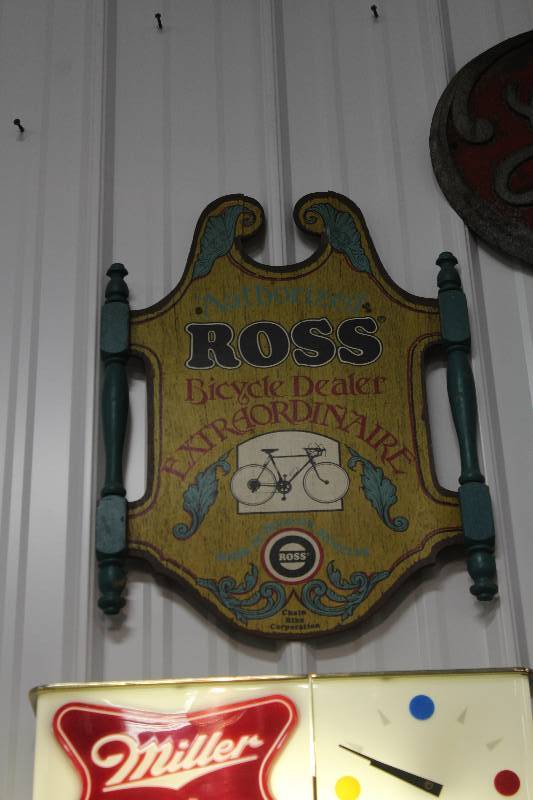 Authorized
ROSS®
Bicycle Dealer
EXTRAORDINAIRE
ROSS
Chain
Bike
Corporation
Miller